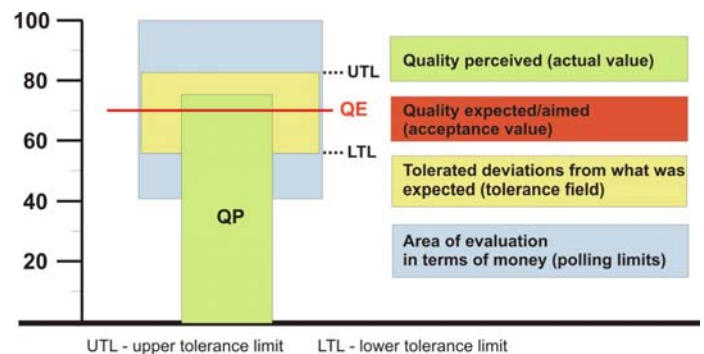 100
80
60
40
20
UTL
QE
LTL
QP
Quality perceived (actual value)
Quality expected/aimed
(acceptance value)
Tolerated deviations from what was
expected (tolerance field)
Area of evaluation
in terms of money (polling limits)
UTL - upper tolerance limit LTL - lower tolerance limit